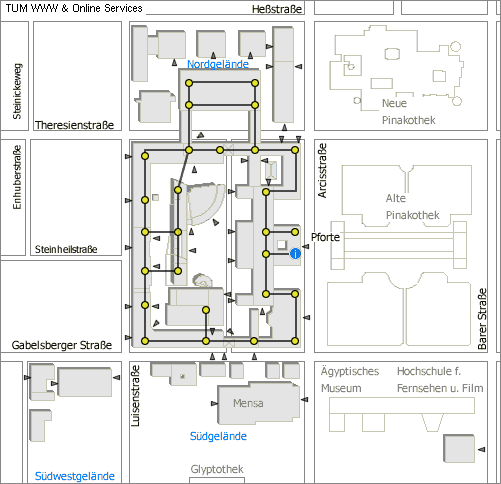 TUM WWW & Online Services
Heßstraße
Nordgelände
Steinickeweg
Theresienstraße
Neue
Pinakothek
Enhuberstraße
Arcisstraße
Alte
Pinakothek
Pforte
Steinheilstraße
i
Barer Straße
Gabelsberger Straße
Luisenstraße
Ägyptisches
Museum
Hochschule f.
Fernsehen u. Film
Mensa
Südgelände
Südwestgelände
Glyptothek